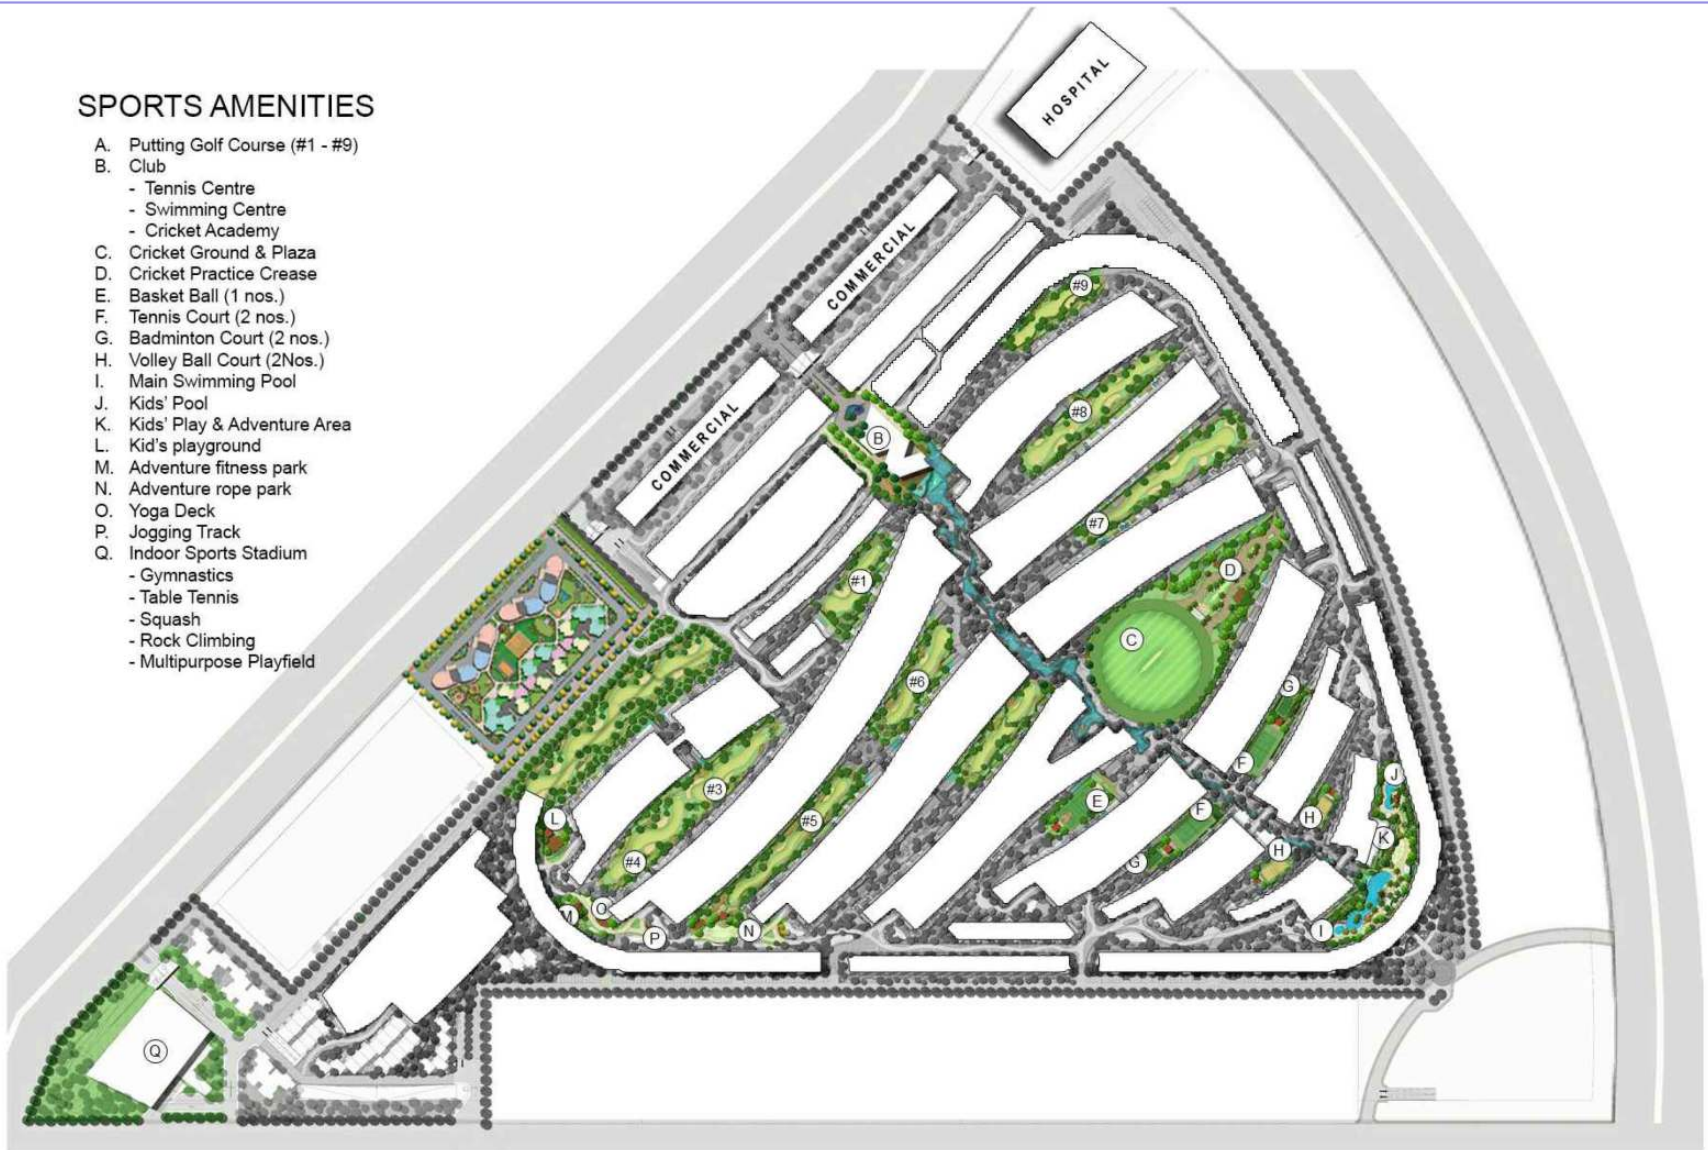 SPORTS AMENITIES
A. Putting Golf Course (#1 - #9)
B. Club
- Tennis Centre
- Swimming Centre
- Cricket Academy
C. Cricket Ground & Plaza
D. Cricket Practice Crease
E. Basket Ball (1 nos.)
F. Tennis Court (2 nos.)
G. Badminton Court (2 nos.)
H. Volley Ball Court (2Nos.)
I. Main Swimming Pool
J. Kids' Pool
K. Kids' Play & Adventure Area
L. Kid's playground
M. Adventure fitness park
N. Adventure rope park
O. Yoga Deck
P. Jogging Track
Q. Indoor Sports Stadium
- Gymnastics
- Table Tennis
- Squash
- Rock Climbing
- Multipurpose Playfield
HOSPITAL
COMMERCIAL
COMMERCIAL
#9
#8
B
#7
D
#1
C
#6
G
F
J
#3
E
F
H
L
#5
K
H
#4
G
O
M
N
P
I
Q